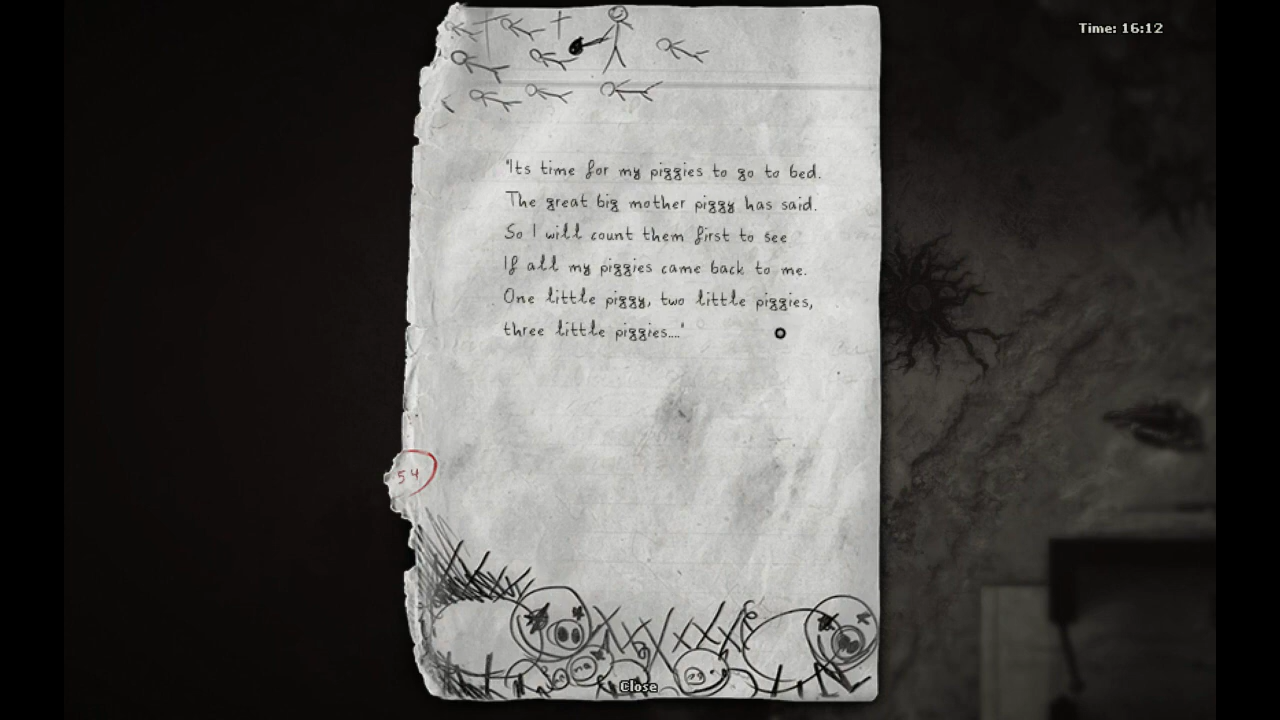 Time: 16:12
"Its time for my piggies to go to bed.
The great big mother piggy has said.
So I will count them first to see
If all my piggies came back to me.
One little piggy, two little piggies,
three little piggies...."
54
Close